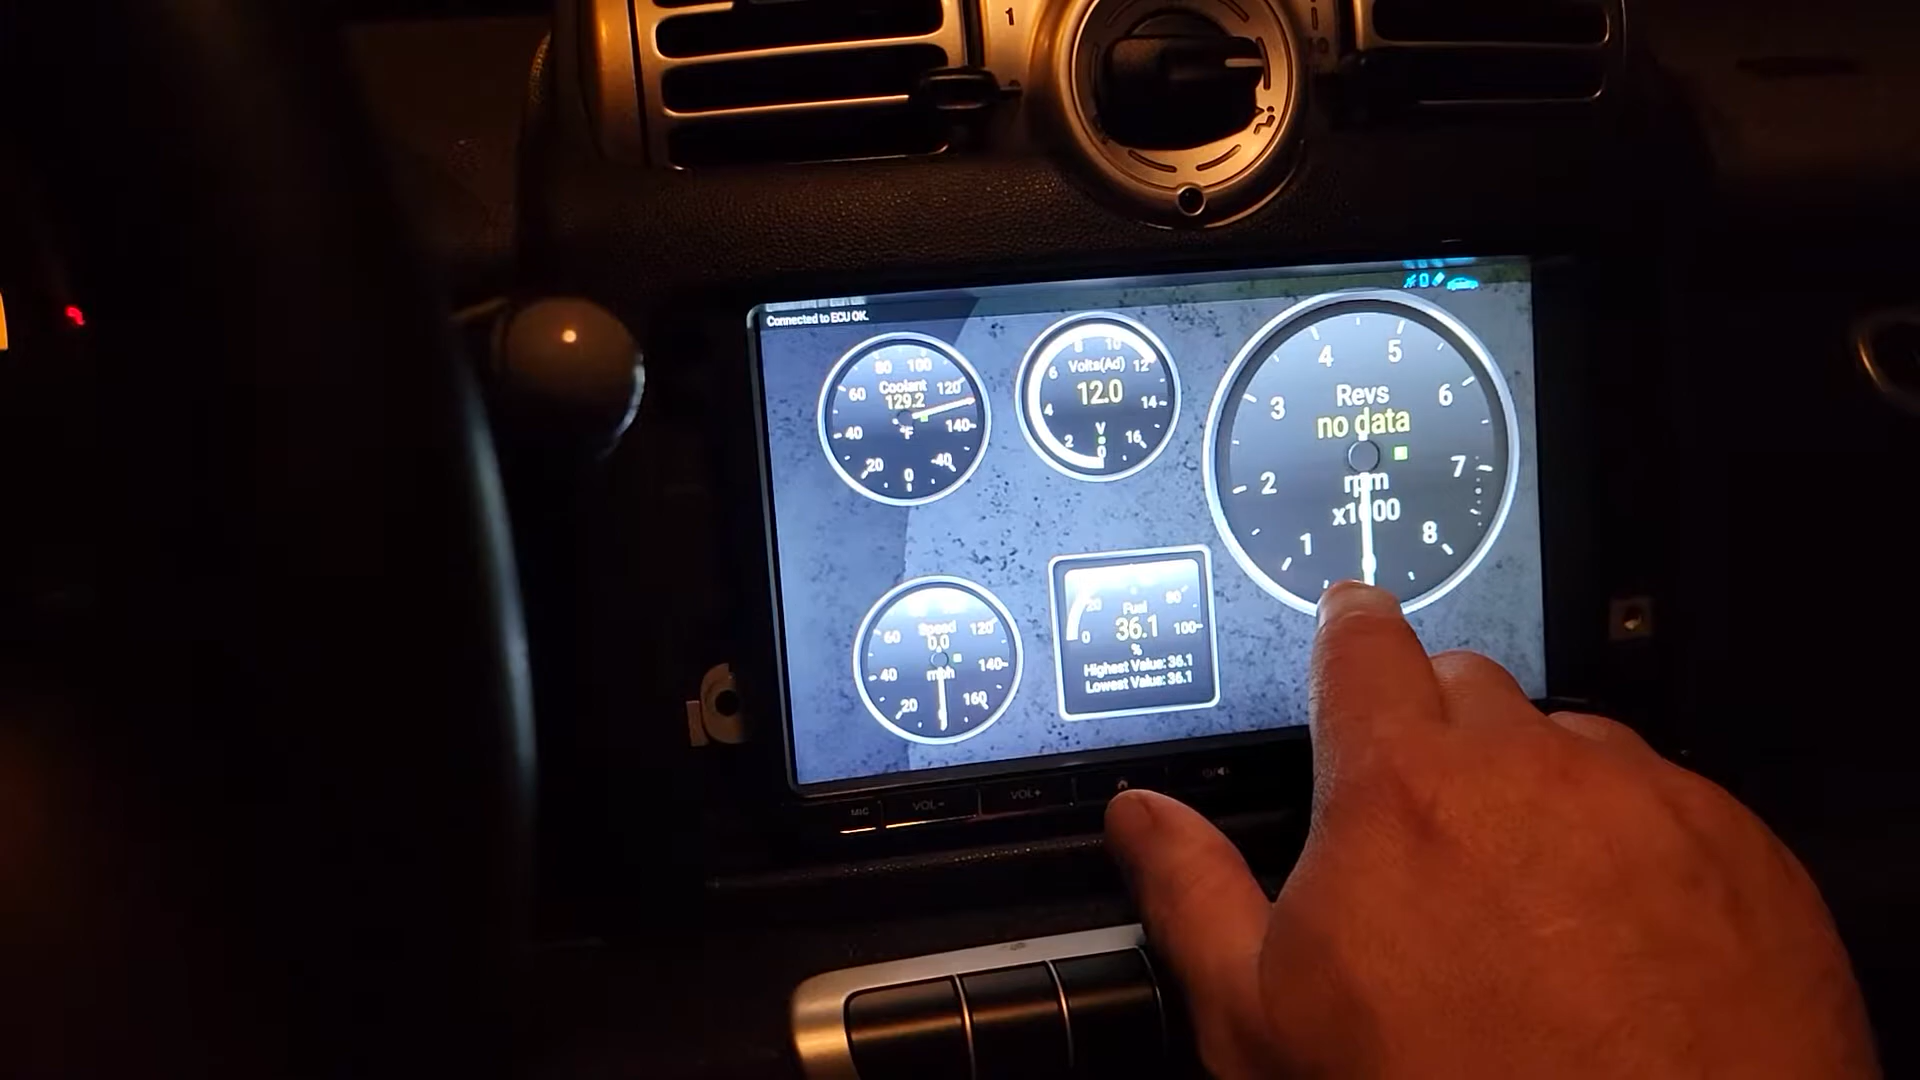 1
Connected to ECU OK.
80 100
60 Coolant 120
129.2
°F
40 140
20 -40
0
8 10
6 Volts(Ad) 12
12.0
4 14
V
2 0 16
4 5
3 Revs 6
no data
2 rpm 7
x1000
1 8
60 Speed 120
0.0
40 mph 140
20 160
20 Fuel 80
0 36.1 100
%
Highest Value: 36.1
Lowest Value: 36.1
MIC VOL- VOL+